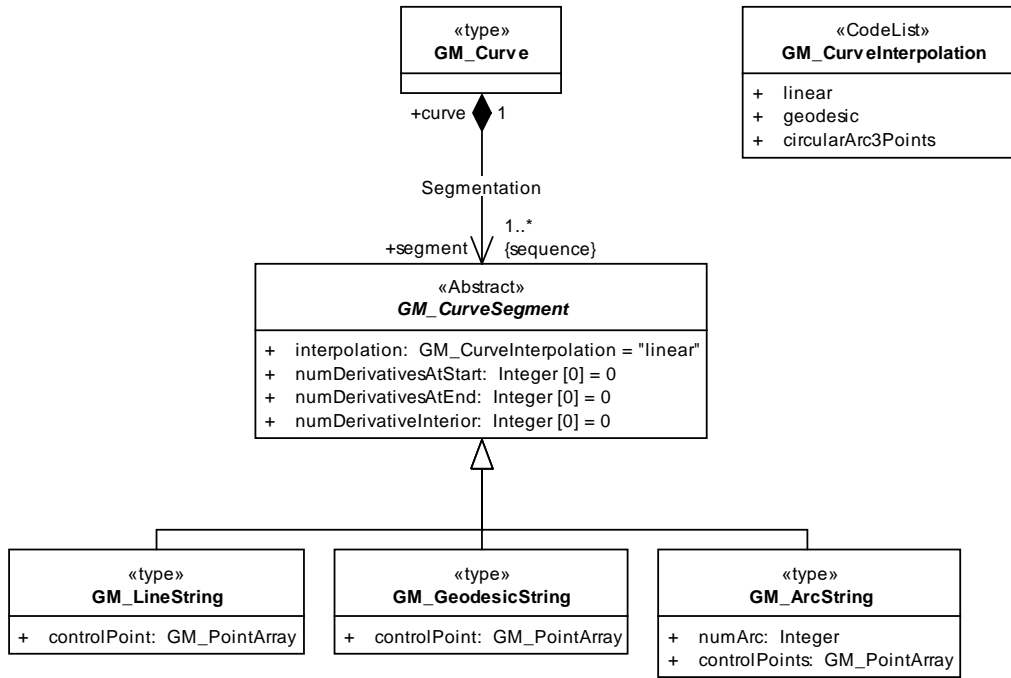 «type»
GM_Curve
+curve 1
Segmentation
+segment
1..*
{sequence}
«CodeList»
GM_CurveInterpolation
+ linear
+ geodesic
+ circularArc3Points
«Abstract»
GM_CurveSegment
+ interpolation: GM_CurveInterpolation = "linear"
+ numDerivativesAtStart: Integer [0] = 0
+ numDerivativesAtEnd: Integer [0] = 0
+ numDerivativeInterior: Integer [0] = 0
«type»
GM_LineString
+ controlPoint: GM_PointArray
«type»
GM_GeodesicString
+ controlPoint: GM_PointArray
«type»
GM_ArcString
+ numArc: Integer
+ controlPoints: GM_PointArray